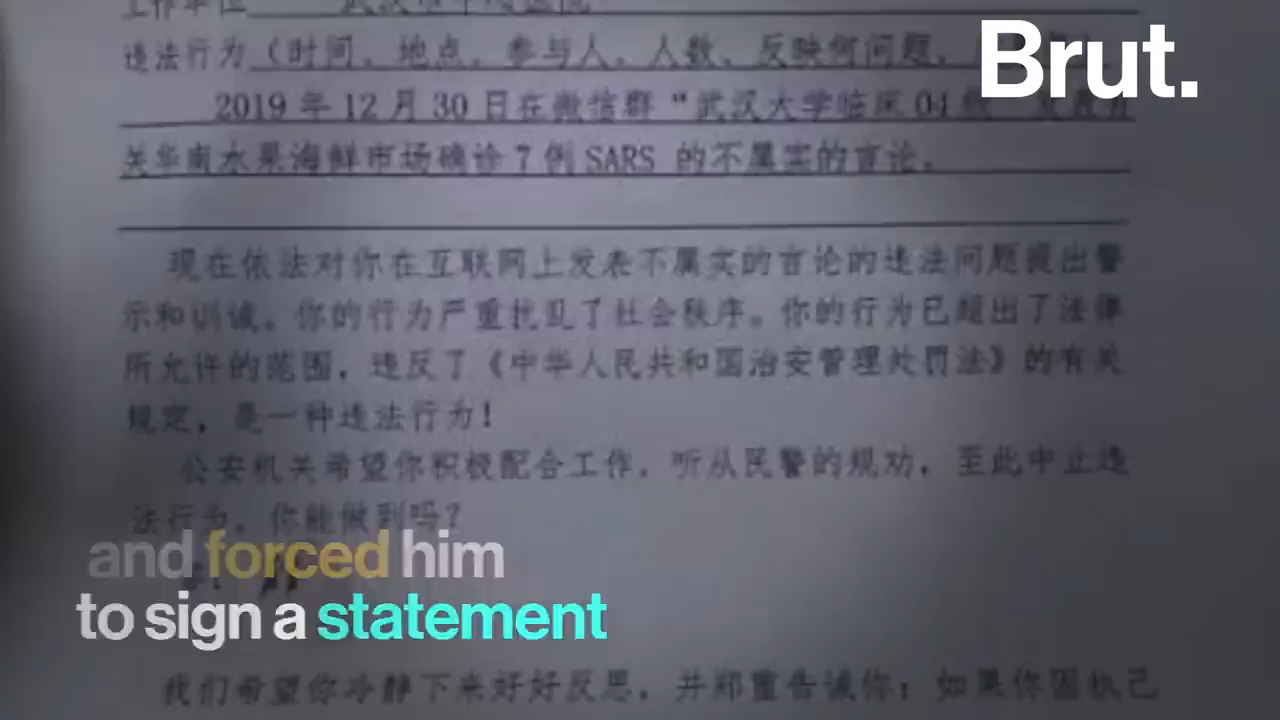 Brut.
工作单位 武汉市中心医院
违法行为（时间、地点、参与人、人数、反映何问题、
2019 年 12 月 30 日在微信群“武汉大学临床 04
关华南水果海鲜市场确诊 7 例 SARS 的不属实的言论。
现在依法对你在互联网上发表不属实的言论的违法问题提出警
示和训诫。你的行为严重扰乱了社会秩序。你的行为已超出了法律
所允许的范围，违反了《中华人民共和国治安管理处罚法》的有关
规定，是一种违法行为！
公安机关希望你积极配合工作，听从民警的规劝，至此中止违
法行为。你能做到吗？
and forced him
to sign a statement
我们希望你冷静下来好好反思，并郑重告诫你：如果你固执己